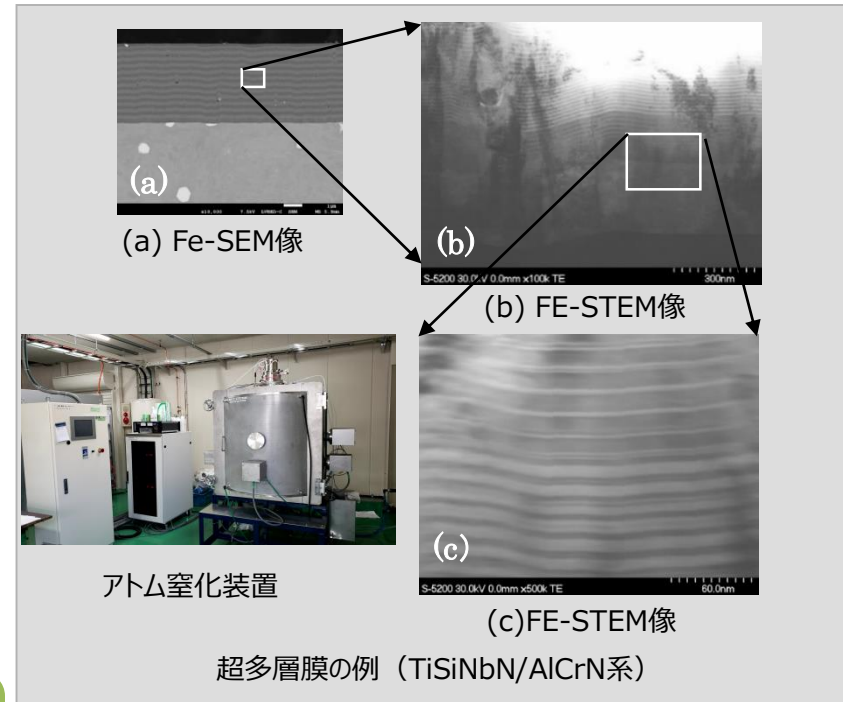 (a)
(a) Fe-SEM像
(b)
S-5200 30.0kV 0.0mm x100k TE
300nm
(b) FE-STEM像
アトム窒化装置
(c)
S-5200 30.0kV 0.0mm x500k TE
60.0nm
(c)FE-STEM像
超多層膜の例（TiSiNbN/AlCrN系）